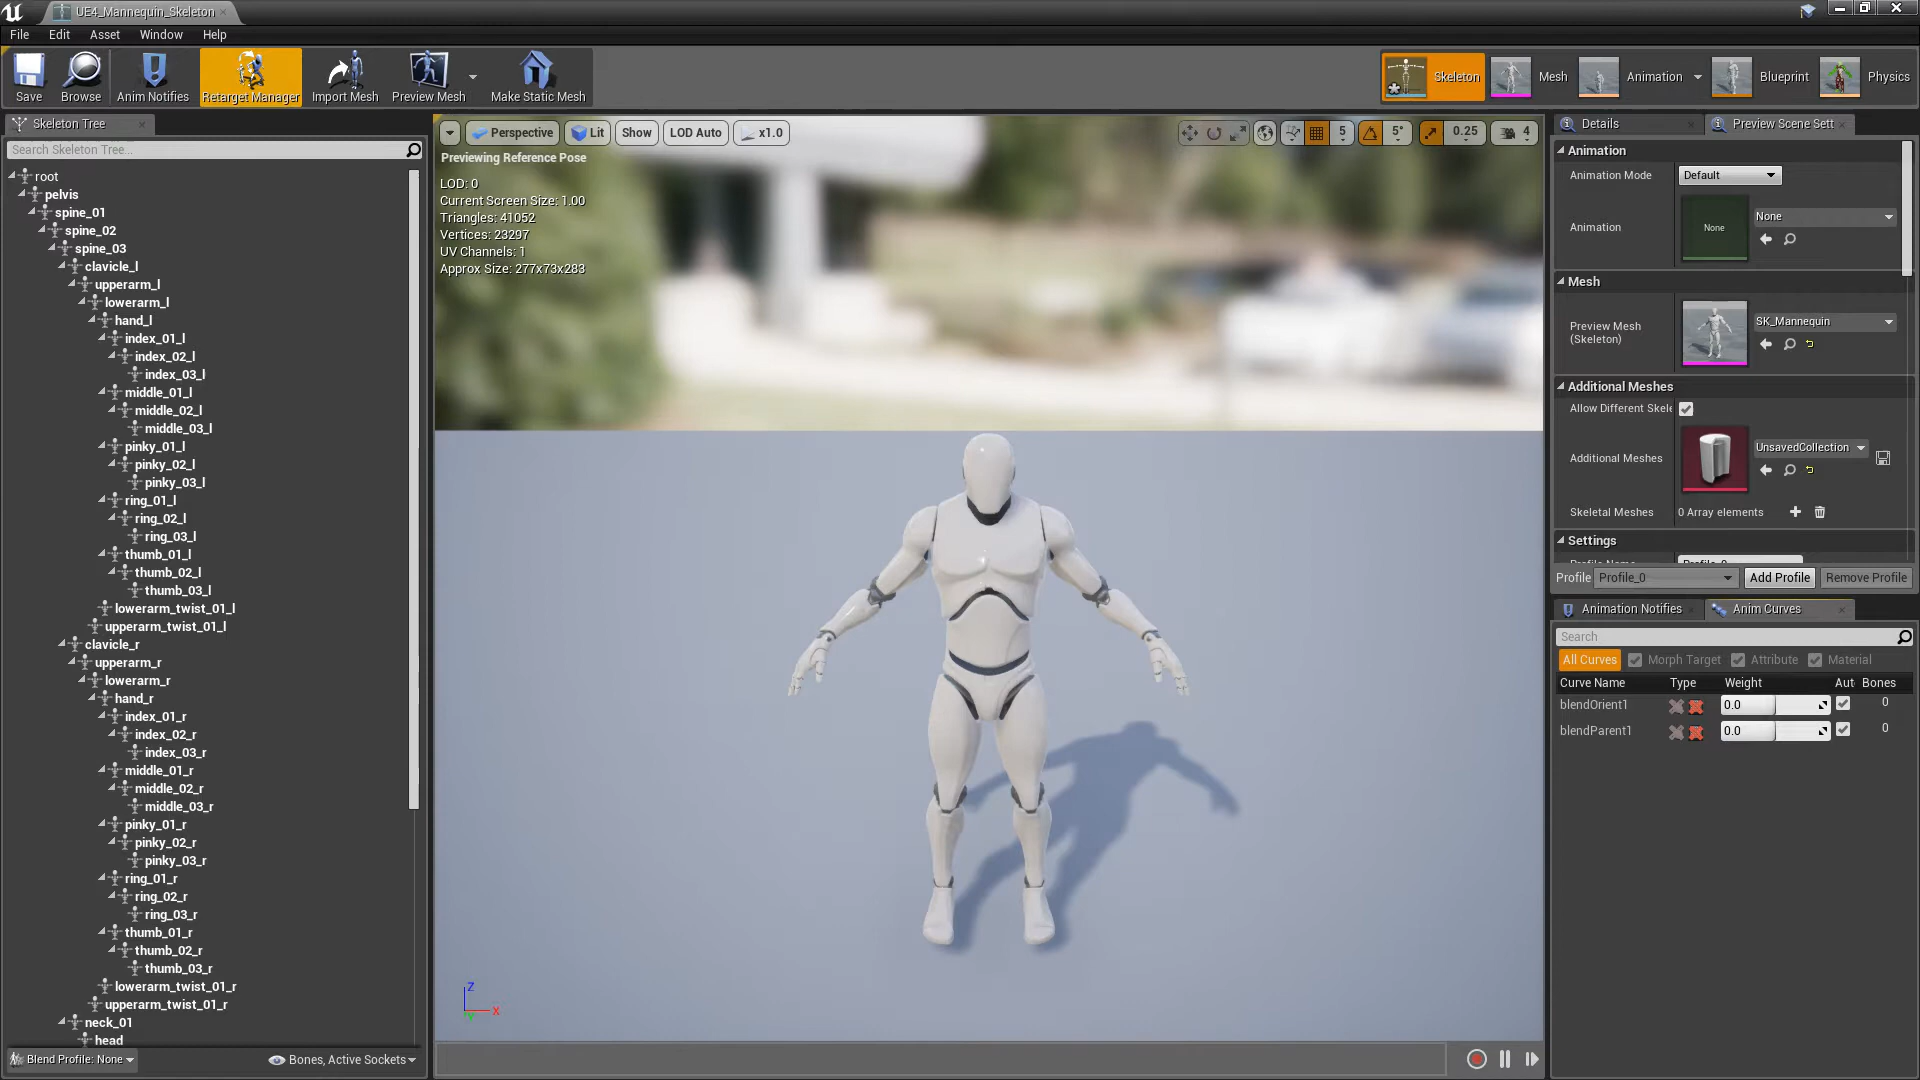 UE4_Mannequin_Skeleton
File Edit Asset Window Help
Save Browse Anim Notifies Retarget Manager Import Mesh Preview Mesh Make Static Mesh
Skeleton Mesh Animation Blueprint Physics
Skeleton Tree
Search Skeleton Tree...
root
pelvis
spine_01
spine_02
spine_03
clavicle_l
upperarm_l
lowerarm_l
hand_l
index_01_l
index_02_l
index_03_l
middle_01_l
middle_02_l
middle_03_l
pinky_01_l
pinky_02_l
pinky_03_l
ring_01_l
ring_02_l
ring_03_l
thumb_01_l
thumb_02_l
thumb_03_l
lowerarm_twist_01_l
upperarm_twist_01_l
clavicle_r
upperarm_r
lowerarm_r
hand_r
index_01_r
index_02_r
index_03_r
middle_01_r
middle_02_r
middle_03_r
pinky_01_r
pinky_02_r
pinky_03_r
ring_01_r
ring_02_r
ring_03_r
thumb_01_r
thumb_02_r
thumb_03_r
lowerarm_twist_01_r
upperarm_twist_01_r
neck_01
head
Blend Profile: None Bones, Active Sockets
Perspective Lit Show LOD Auto x1.0 5 5° 0.25 4
Previewing Reference Pose
LOD: 0
Current Screen Size: 1.00
Triangles: 41052
Vertices: 23297
UV Channels: 1
Approx Size: 277x73x283
Z
X
Details Preview Scene Sett
Animation
Animation Mode Default
Animation None None
Mesh
Preview Mesh
(Skeleton) SK_Mannequin
Additional Meshes
Allow Different Skele
Additional Meshes UnsavedCollection
Skeletal Meshes 0 Array elements
Settings
Profile Name Profile_0
Profile Profile_0 Add Profile Remove Profile
Animation Notifies Anim Curves
Search
All Curves Morph Target Attribute Material
Curve Name Type Weight Aut Bones
blendOrient1 0.0 0
blendParent1 0.0 0